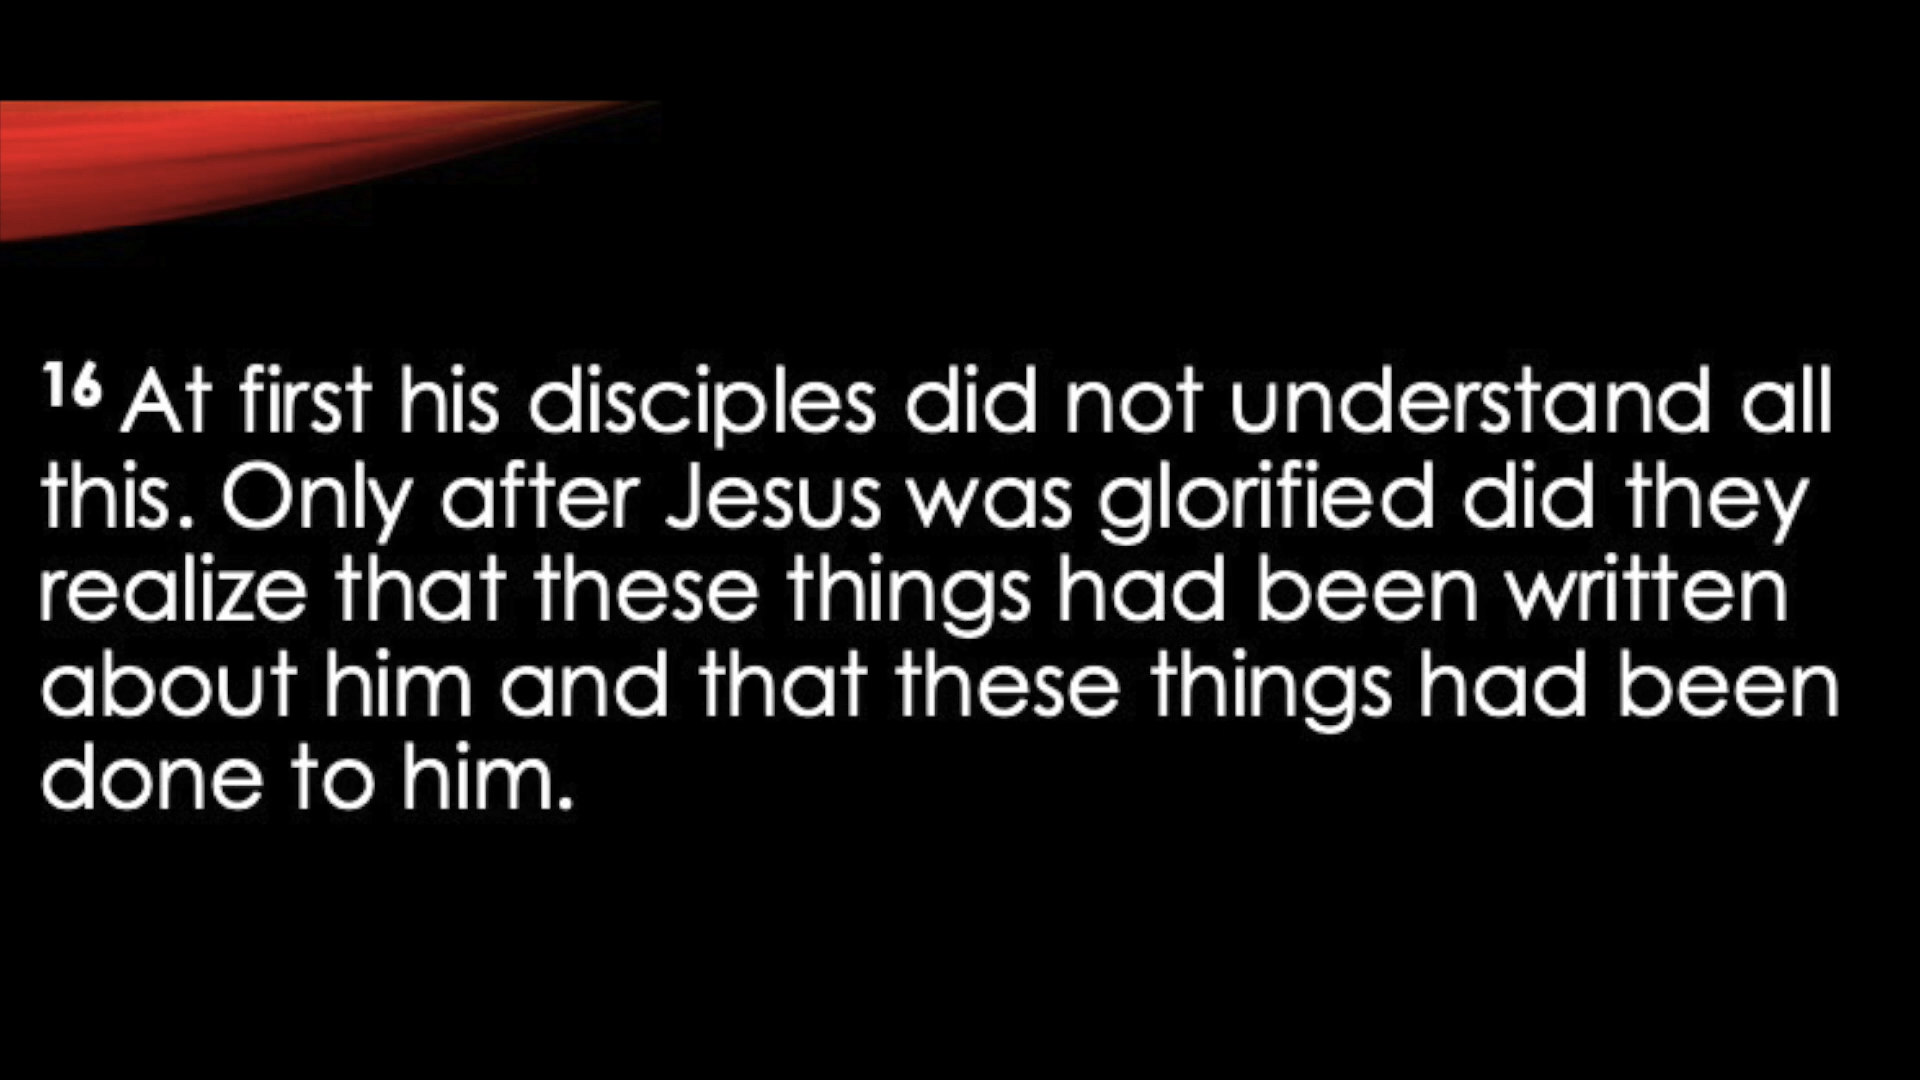 16 At first his disciples did not understand all
this. Only after Jesus was glorified did they
realize that these things had been written
about him and that these things had been
done to him.